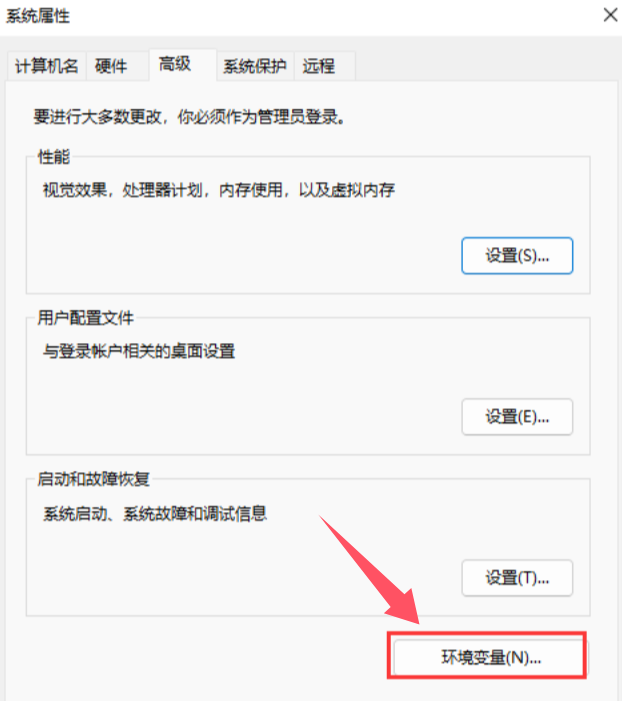 系统属性
计算机名 硬件 高级 系统保护 远程
要进行大多数更改，你必须作为管理员登录。
性能
视觉效果，处理器计划，内存使用，以及虚拟内存
设置(S)...
用户配置文件
与登录帐户相关的桌面设置
设置(E)...
启动和故障恢复
系统启动、系统故障和调试信息
设置(T)...
环境变量(N)...